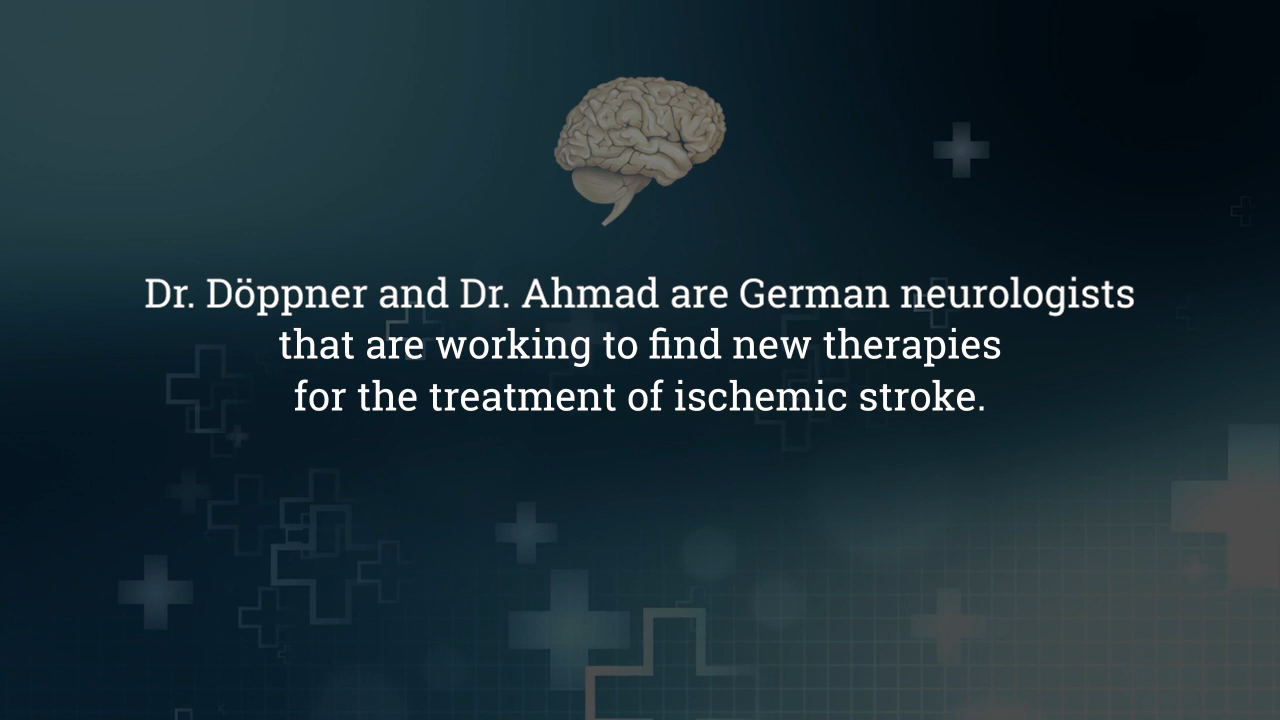 Dr. Döppner and Dr. Ahmad are German neurologists
that are working to find new therapies
for the treatment of ischemic stroke.